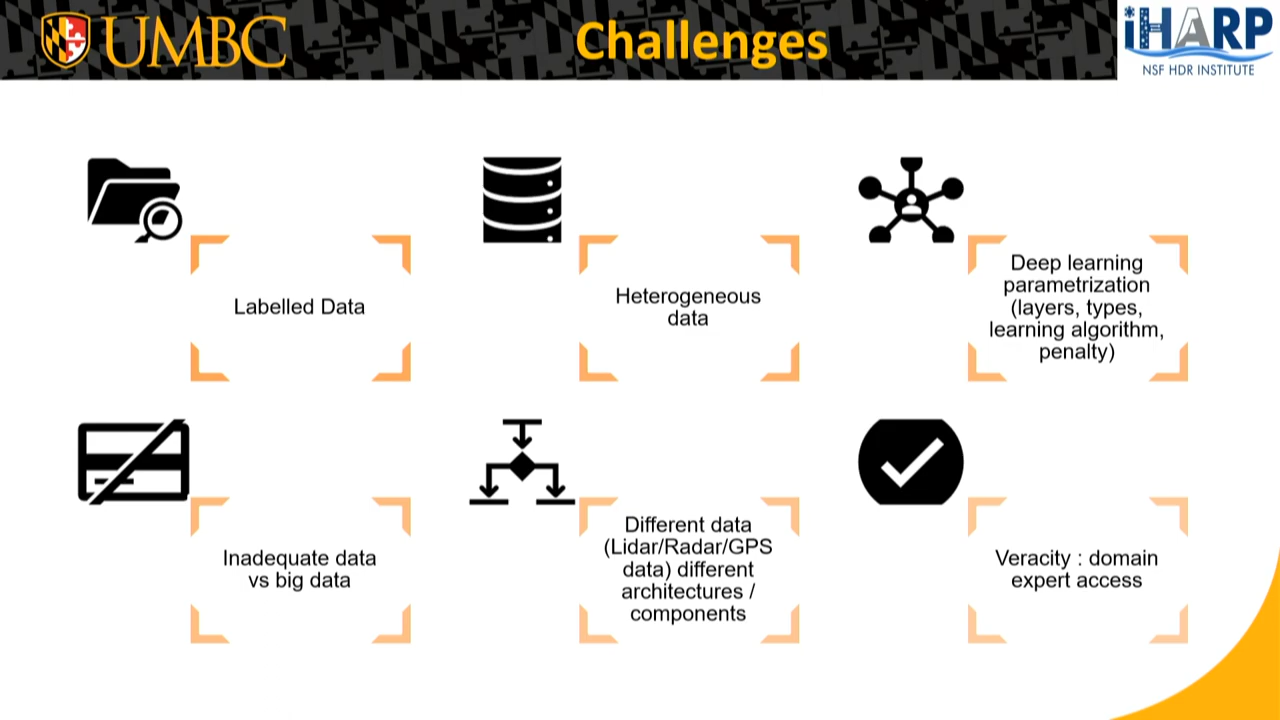 UMBC
Challenges
iHARP
NSF HDR INSTITUTE
Labelled Data
Heterogeneous
data
Deep learning
parametrization
(layers, types,
learning algorithm,
penalty)
Inadequate data
vs big data
Different data
(Lidar/Radar/GPS
data) different
architectures /
components
Veracity : domain
expert access